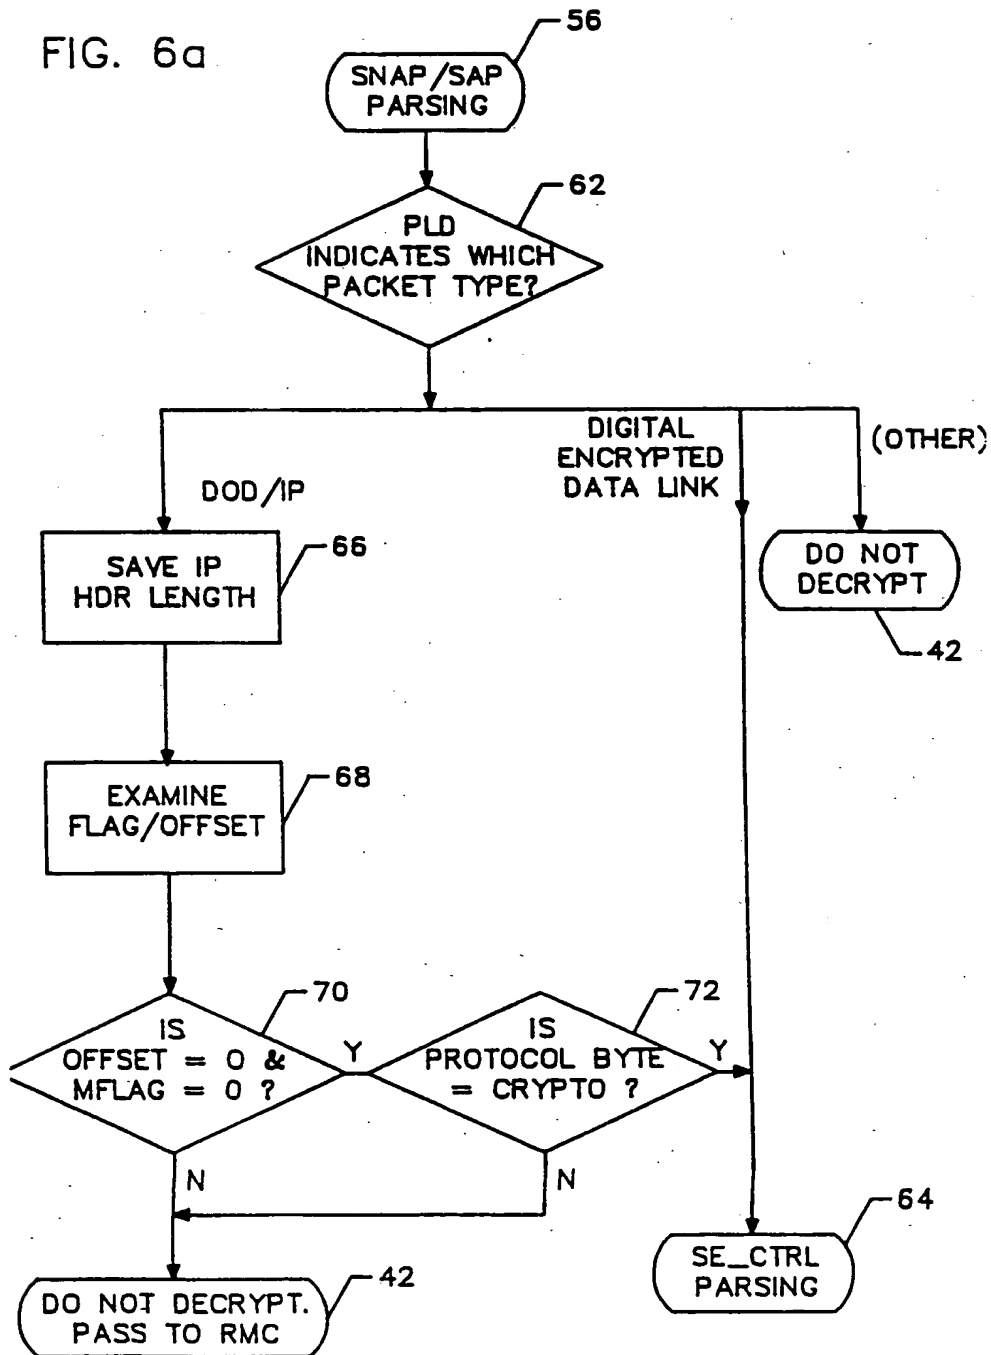 FIG. 6a
56
SNAP/SAP
PARSING
62
PLD
INDICATES WHICH
PACKET TYPE?
DOD/IP
DIGITAL
ENCRYPTED
DATA LINK
(OTHER)
66
SAVE IP
HDR LENGTH
DO NOT
DECRYPT
42
68
EXAMINE
FLAG/OFFSET
70
IS
OFFSET = 0 &
MFLAG = 0 ?
Y
72
IS
PROTOCOL BYTE
= CRYPTO ?
Y
N
N
64
SE_CTRL
PARSING
42
DO NOT DECRYPT.
PASS TO RMC